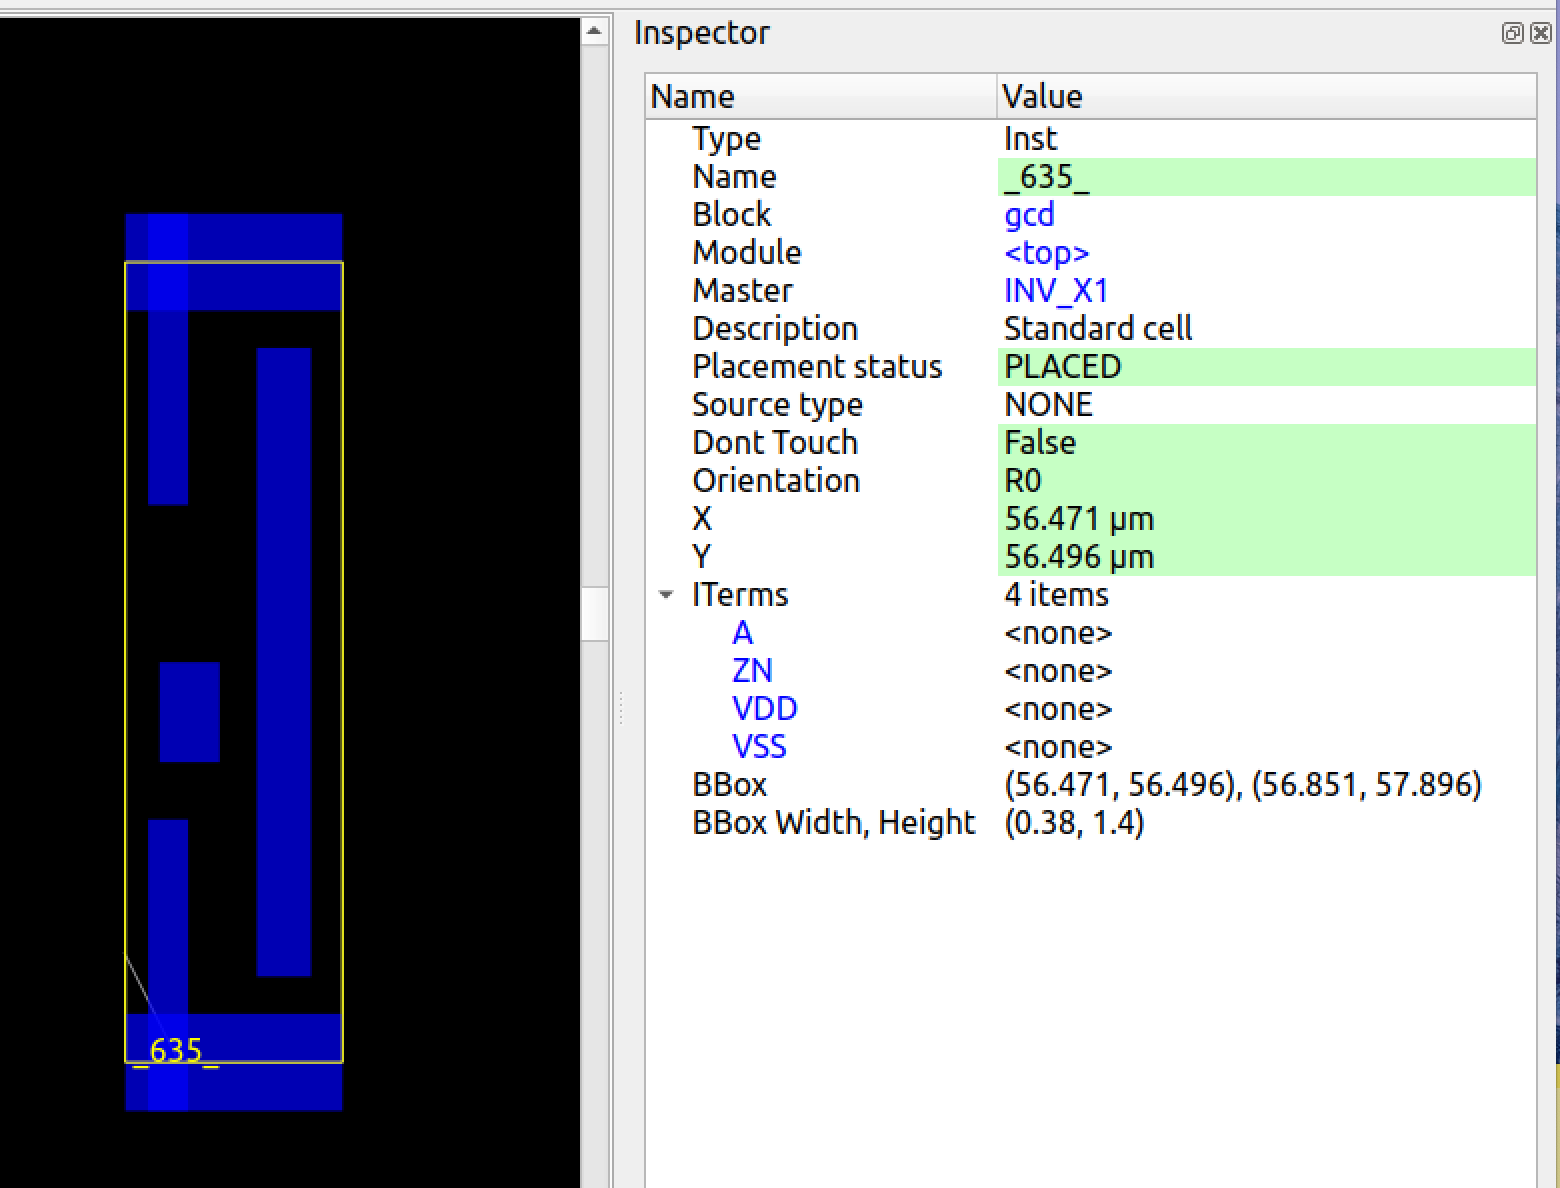 Inspector
Name Value
Type Inst
Name _635_
Block gcd
Module <top>
Master INV_X1
Description Standard cell
Placement status PLACED
Source type NONE
Dont Touch False
Orientation R0
X 56.471 μm
Y 56.496 μm
ITerms 4 items
A <none>
ZN <none>
VDD <none>
VSS <none>
BBox (56.471, 56.496), (56.851, 57.896)
BBox Width, Height (0.38, 1.4)
_635_